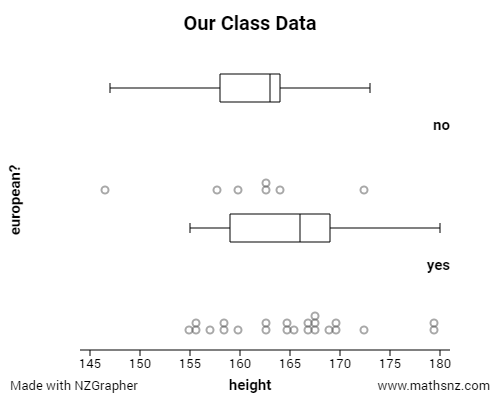 Our Class Data
no
european?
yes
145 150 155 160 165 170 175 180
Made with NZGrapher height www.mathsnz.com